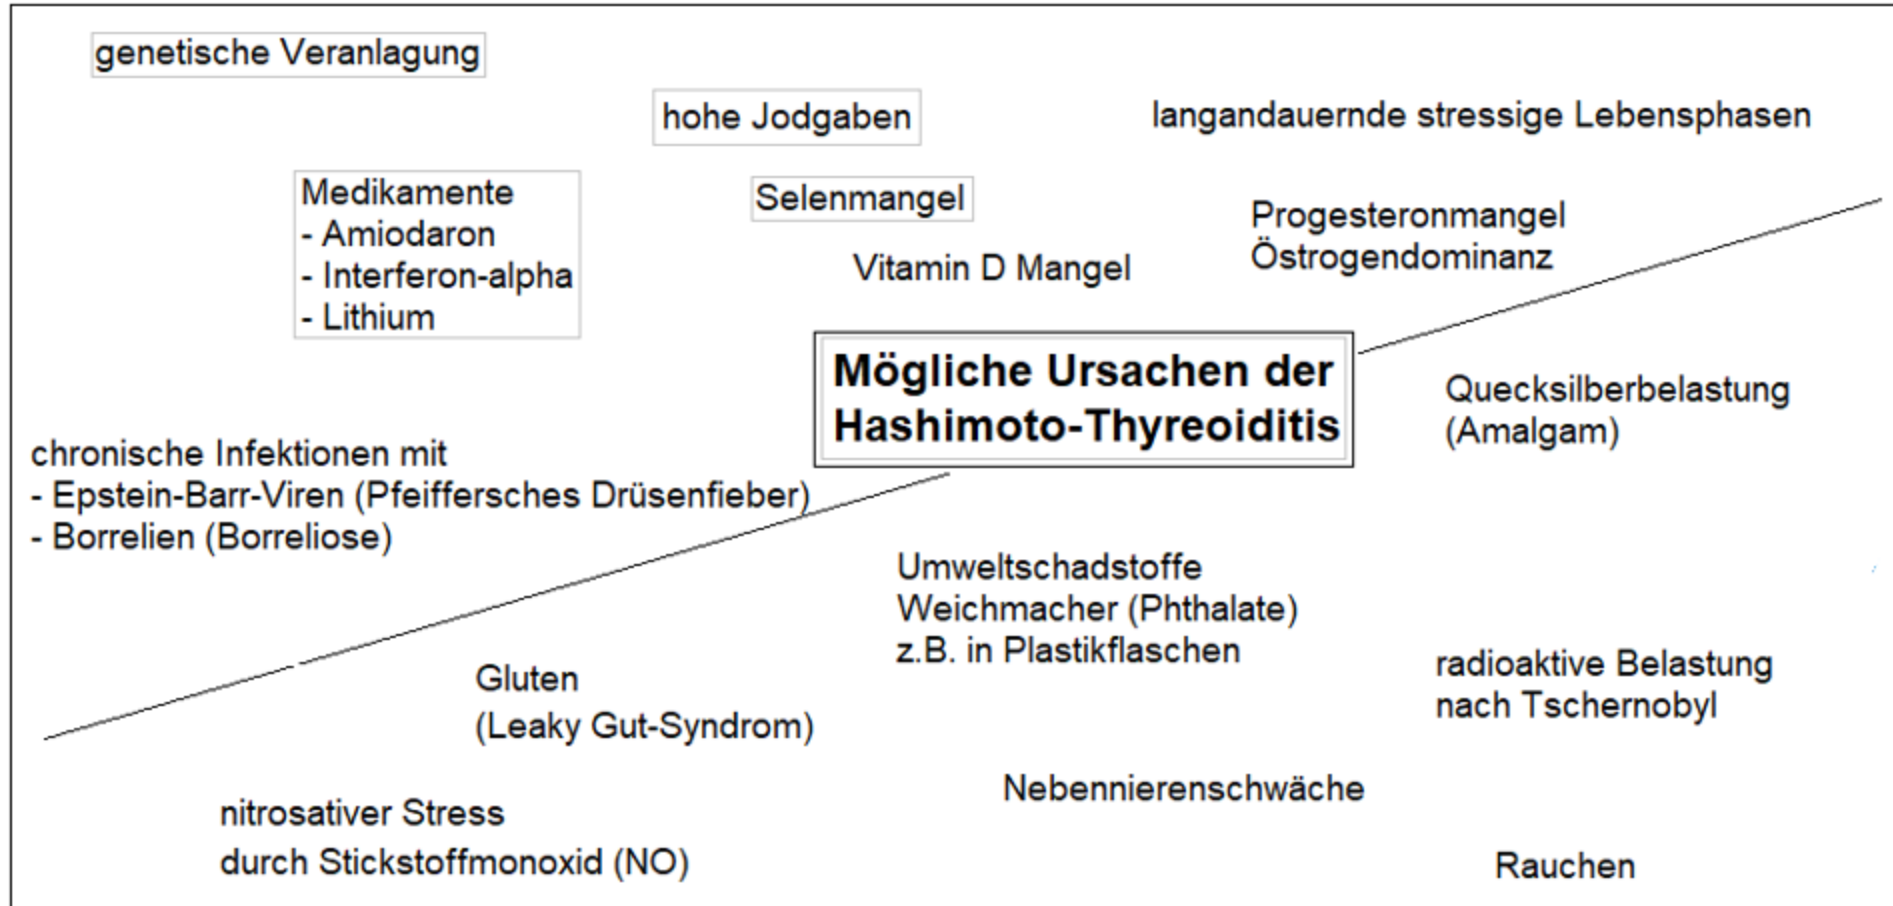 genetische Veranlagung
hohe Jodgaben
langandauernde stressige Lebensphasen
Medikamente
- Amiodaron
- Interferon-alpha
- Lithium
Selenmangel
Progesteronmangel
Östrogendominanz
Vitamin D Mangel
Mögliche Ursachen der
Hashimoto-Thyreoiditis
Quecksilberbelastung
(Amalgam)
chronische Infektionen mit
- Epstein-Barr-Viren (Pfeiffersches Drüsenfieber)
- Borrelien (Borreliose)
Umweltschadstoffe
Weichmacher (Phthalate)
z.B. in Plastikflaschen
radioaktive Belastung
nach Tschernobyl
Gluten
(Leaky Gut-Syndrom)
Nebennierenschwäche
nitrosativer Stress
durch Stickstoffmonoxid (NO)
Rauchen